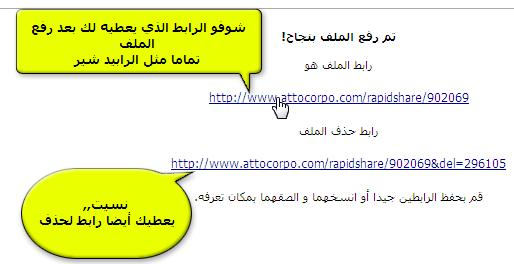 شوفو الرابط الذي يعطيه لك بعد رفع
الملف
تماما مثل الرابيد شير
تم رفع الملف بنجاح!
رابط الملف هو
http://www.attocorpo.com/rapidshare/902069
رابط حذف الملف
http://www.attocorpo.com/rapidshare/902069&del=296105
قم بحفظ الرابطين جيدا أو انسخهما و الصقهما بمكان تعرفه.
نسيت,,
يعطيك أيضا رابط لحذف